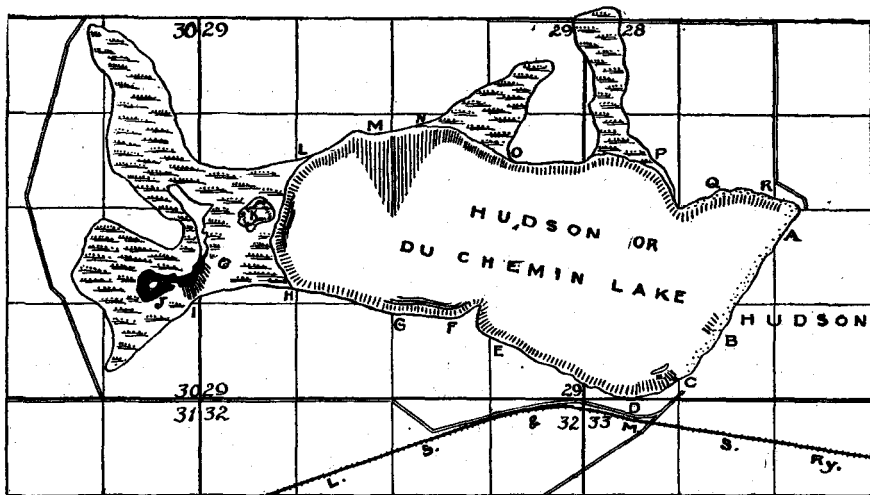 30 29
29 28
L
M
N
O
P
Q
R
A
HUDSON OR
DU CHEMIN LAKE
G
J
I
H
G
F
E
HUDSON
B
C
D
30 29
31 32
29
32 33
L. S. & M. S. Ry.